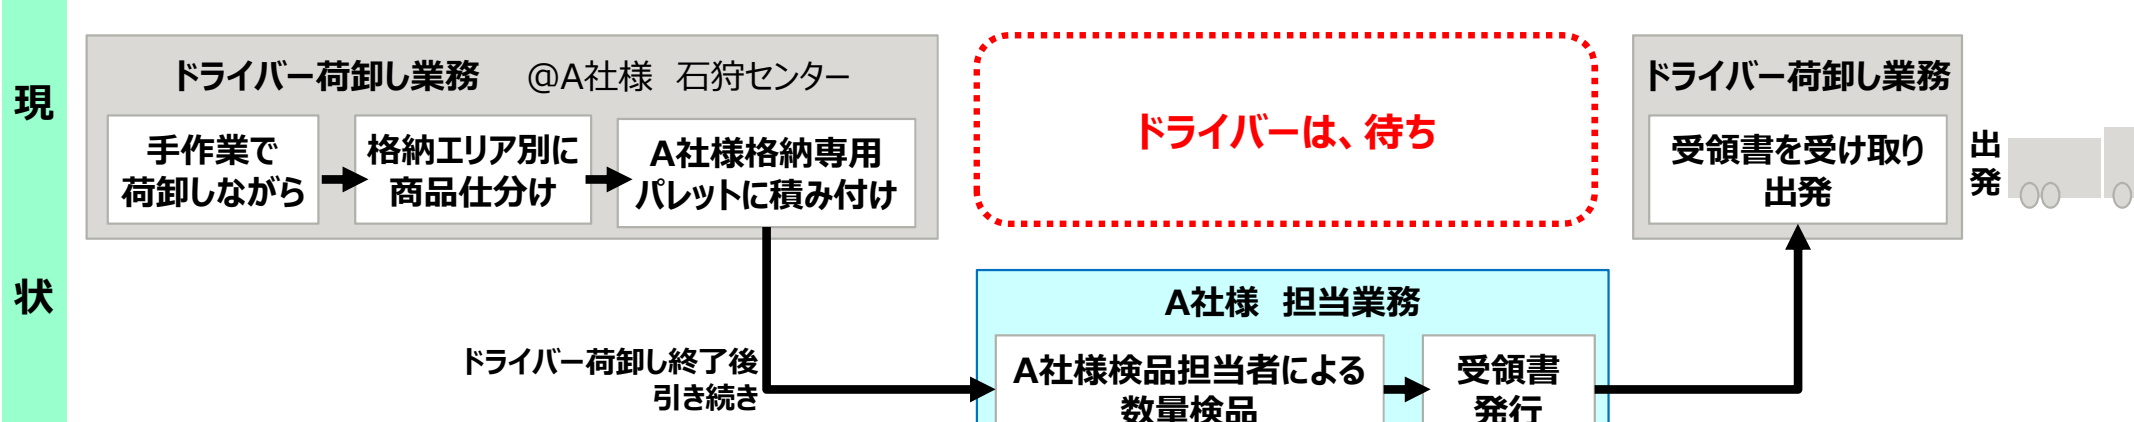 現
状
ドライバー荷卸し業務　@A社様　石狩センター
手作業で
荷卸しながら
格納エリア別に
商品仕分け
A社様格納専用
パレットに積み付け
ドライバーは、待ち
ドライバー荷卸し業務
受領書を受け取り
出発
出
発
ドライバー荷卸し終了後
引き続き
A社様　担当業務
A社様検品担当者による
数量検品
受領書
発行